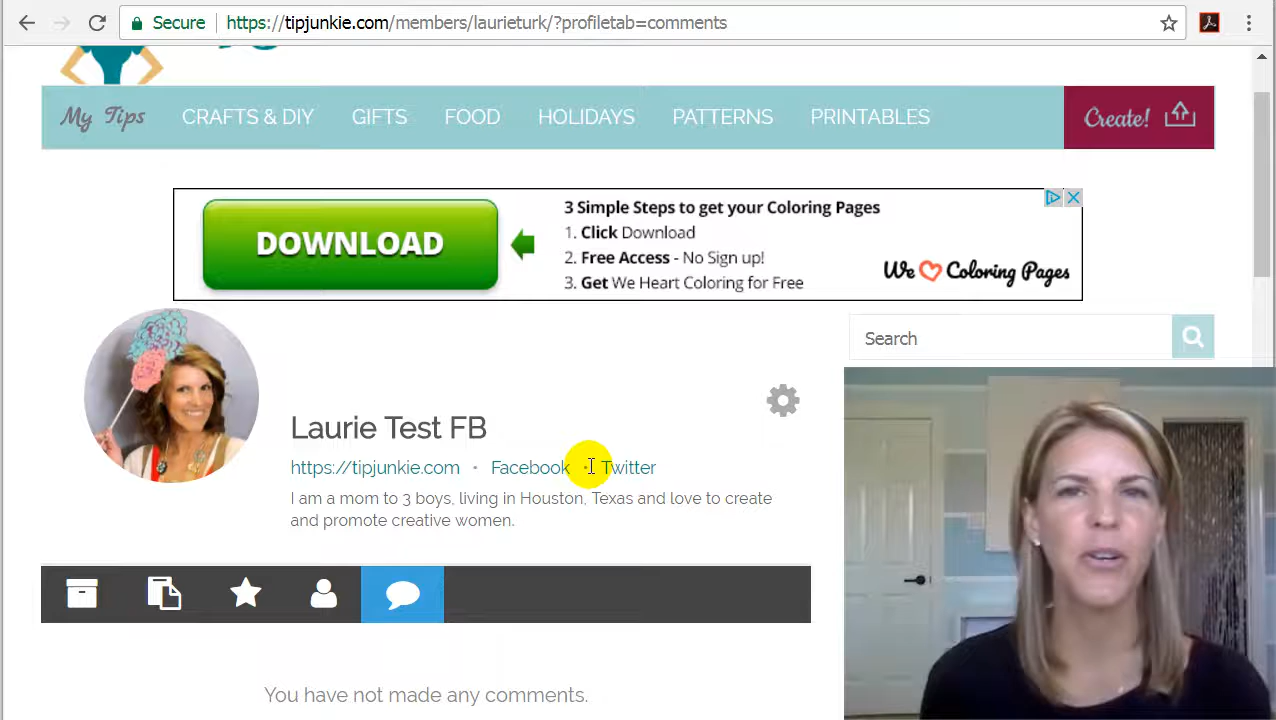 Secure
https://tipjunkie.com/members/laurieturk/?profiletab=comments
My Tips CRAFTS & DIY GIFTS FOOD HOLIDAYS PATTERNS PRINTABLES Create!
DOWNLOAD
3 Simple Steps to get your Coloring Pages
1. Click Download
2. Free Access - No Sign up!
3. Get We Heart Coloring for Free
We Coloring Pages
Search
Laurie Test FB
https://tipjunkie.com • Facebook • Twitter
I am a mom to 3 boys, living in Houston, Texas and love to create
and promote creative women.
You have not made any comments.